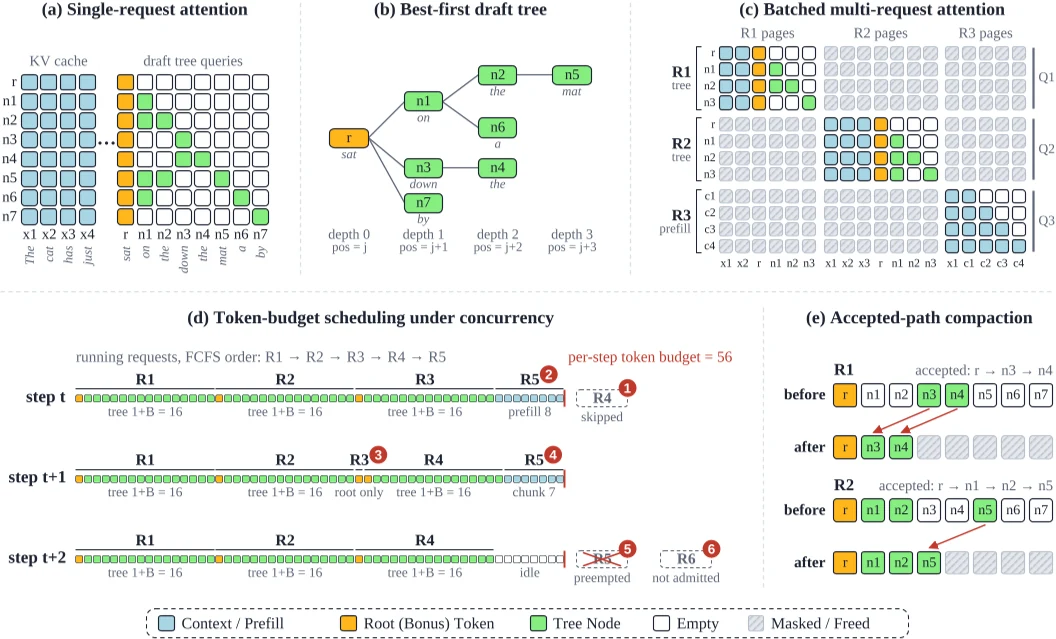 (a) Single-request attention
KV cache
draft tree queries
r
n1
n2
n3
n4
n5
n6
n7
...
x1 x2 x3 x4 r n1 n2 n3 n4 n5 n6 n7
The cat has just sat on the down the mat a by
(b) Best-first draft tree
r
sat
n1
on
n2
the
n5
mat
n6
a
n3
down
n4
the
n7
by
depth 0 depth 1 depth 2 depth 3
pos = j pos = j+1 pos = j+2 pos = j+3
(c) Batched multi-request attention
R1 pages R2 pages R3 pages
R1
tree
r
n1
n2
n3
Q1
R2
tree
r
n1
n2
n3
Q2
R3
prefill
c1
c2
c3
c4
Q3
x1 x2 r n1 n2 n3 x1 x2 x3 r n1 n2 n3 x1 c1 c2 c3 c4
(d) Token-budget scheduling under concurrency
running requests, FCFS order: R1 → R2 → R3 → R4 → R5
per-step token budget = 56
R1 R2 R3 R5 2 1
step t
R4
tree 1+B = 16 tree 1+B = 16 tree 1+B = 16 prefill 8 skipped
R1 R2 R3 3 R4 R5 4
step t+1
tree 1+B = 16 tree 1+B = 16 root only tree 1+B = 16 chunk 7
R1 R2 R4 5 6
step t+2
R5 R6
tree 1+B = 16 tree 1+B = 16 tree 1+B = 16 idle preempted not admitted
(e) Accepted-path compaction
R1 accepted: r → n3 → n4
before r n1 n2 n3 n4 n5 n6 n7
after r n3 n4
R2 accepted: r → n1 → n2 → n5
before r n1 n2 n3 n4 n5 n6 n7
after r n1 n2 n5
Context / Prefill Root (Bonus) Token Tree Node Empty Masked / Freed